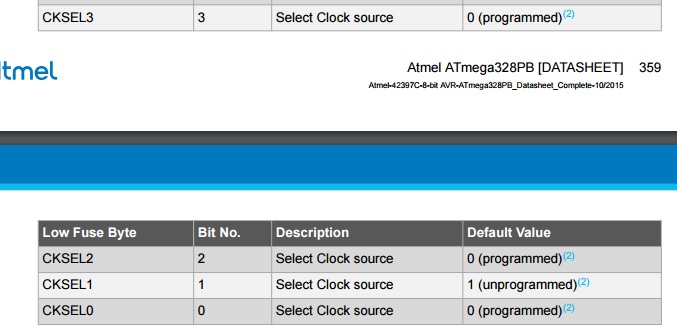 CKSEL3 3 Select Clock source 0 (programmed)(2)
Atmel ATmega328PB [DATASHEET] 359
Atmel-42397C-8-bit AVR-ATmega328PB_Datasheet_Complete-10/2015
tmel
Low Fuse Byte Bit No. Description Default Value
CKSEL2 2 Select Clock source 0 (programmed)(2)
CKSEL1 1 Select Clock source 1 (unprogrammed)(2)
CKSEL0 0 Select Clock source 0 (programmed)(2)